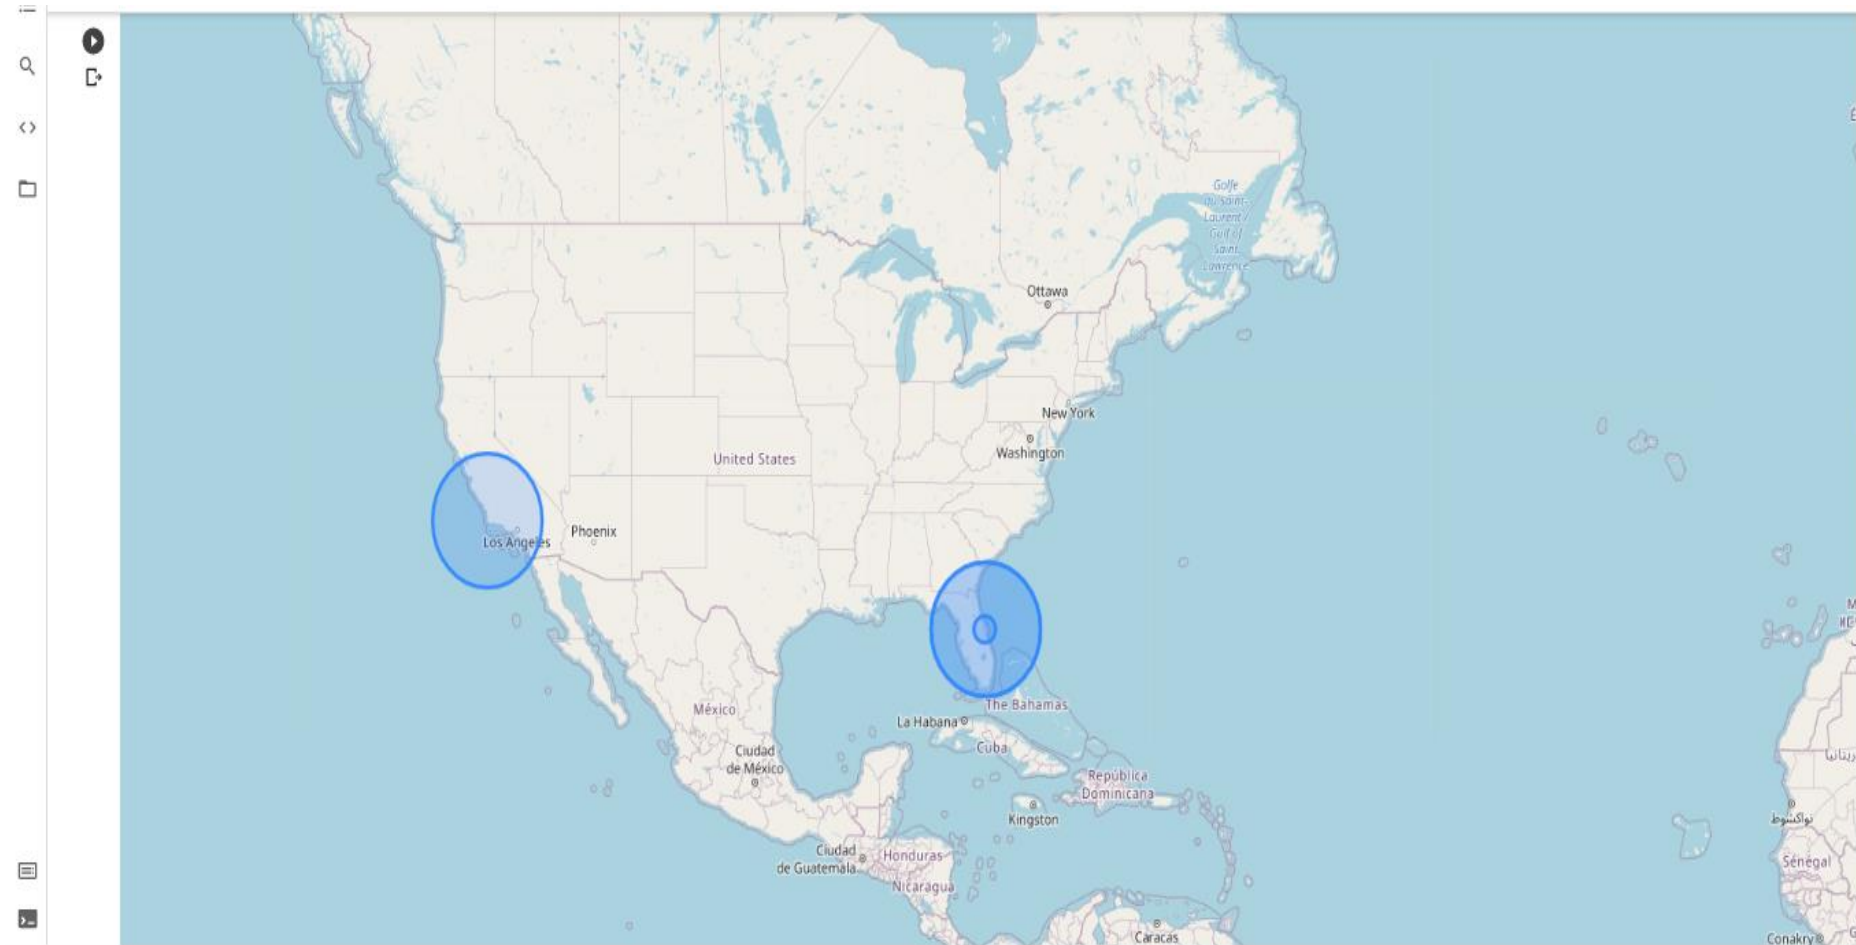 Golfe
du Saint-
Laurent /
Gulf of
Saint
Lawrence
Ottawa
New York
Washington
United States
Phoenix
Los Angeles
The Bahamas
La Habana
Cuba
México
Ciudad
de México
República
Dominicana
Kingston
Ciudad
de Guatemala
Honduras
Nicaragua
Caracas
نواكشوط
Sénégal
Conakry